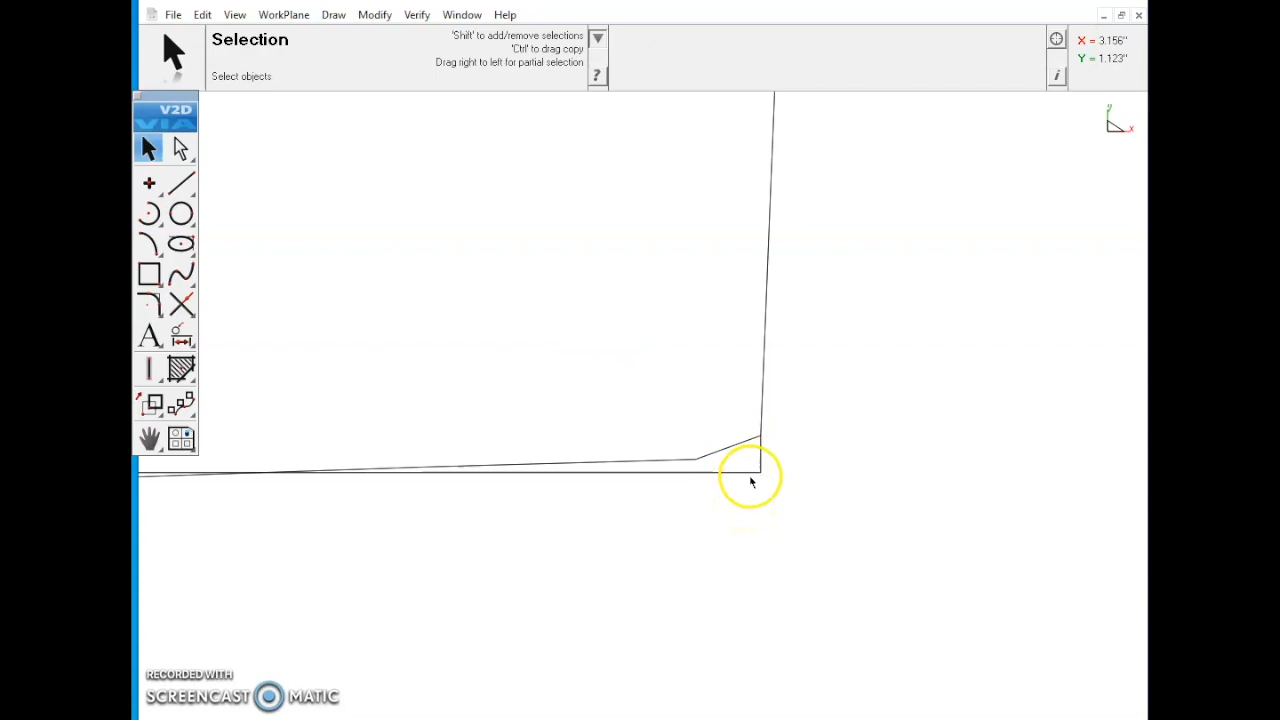 File Edit View WorkPlane Draw Modify Verify Window Help
Selection
Select objects
'Shift' to add/remove selections
'Ctrl' to drag copy
Drag right to left for partial selection
?
i
X = 3.156"
Y = 1.123"
V2D
VIA
A
y
x
RECORDED WITH
SCREENCAST MATIC